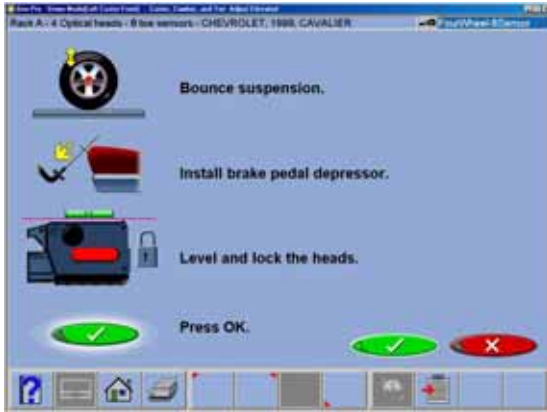 Rack A - 4 Optical heads - 8 toe sensors - CHEVROLET, 1999, CAVALIER
Bounce suspension.
Install brake pedal depressor.
Level and lock the heads.
Press OK.
?